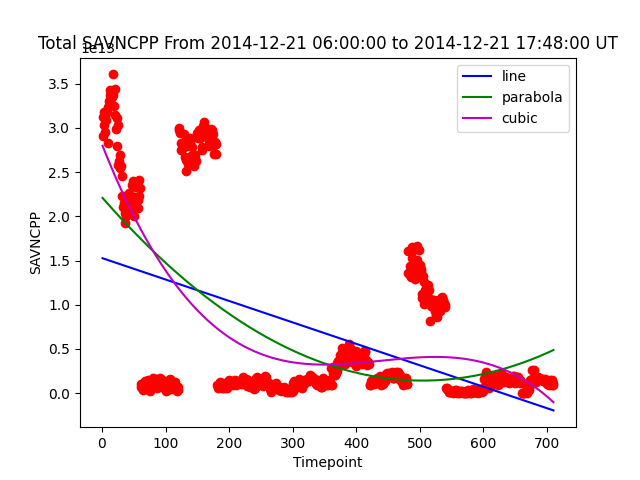 Total SAVNCPP From 2014-12-21 06:00:00 to 2014-12-21 17:48:00 UT
1e13
line
parabola
cubic
3.5
3.0
2.5
2.0
1.5
1.0
0.5
0.0
SAVNCPP
0 100 200 300 400 500 600 700
Timepoint